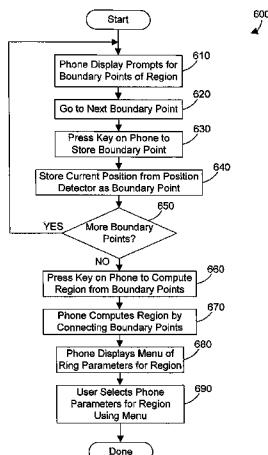 600
Start
Phone Display Prompts for
Boundary Points of Region
610
Go to Next Boundary Point
620
Press Key on Phone to
Store Boundary Point
630
Store Current Position from Position
Detector as Boundary Point
640
650
More Boundary
Points?
YES
NO
Press Key on Phone to Compute
Region from Boundary Points
660
Phone Computes Region by
Connecting Boundary Points
670
Phone Displays Menu of
Ring Parameters for Region
680
User Selects Phone
Parameters for Region
Using Menu
690
Done